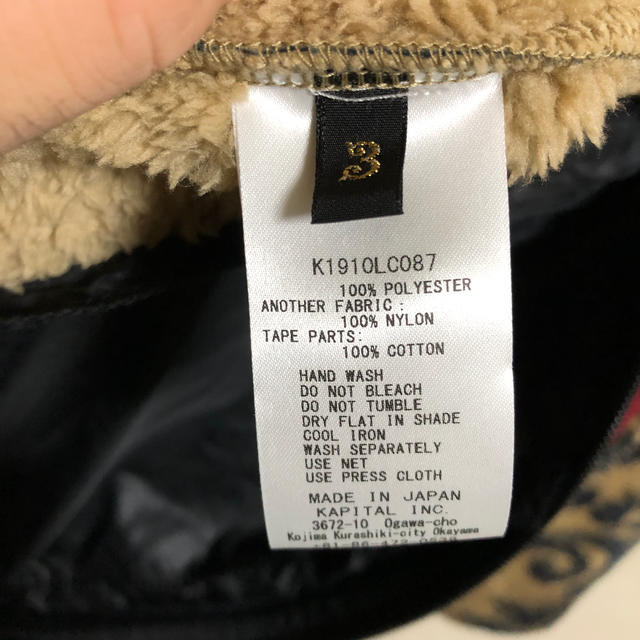 3
K1910LC087
100% POLYESTER
ANOTHER FABRIC :
100% NYLON
TAPE PARTS:
100% COTTON
HAND WASH
DO NOT BLEACH
DO NOT TUMBLE
DRY FLAT IN SHADE
COOL IRON
WASH SEPARATELY
USE NET
USE PRESS CLOTH
MADE IN JAPAN
KAPITAL INC.
3672-10 Ogawa-cho
Kojima Kurashiki-city Okayama